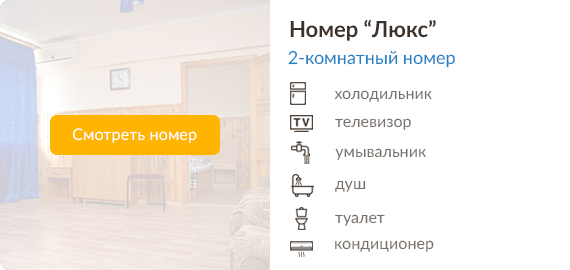 Номер “Люкс”
2-комнатный номер
холодильник
TV телевизор
умывальник
душ
туалет
кондиционер
Смотреть номер